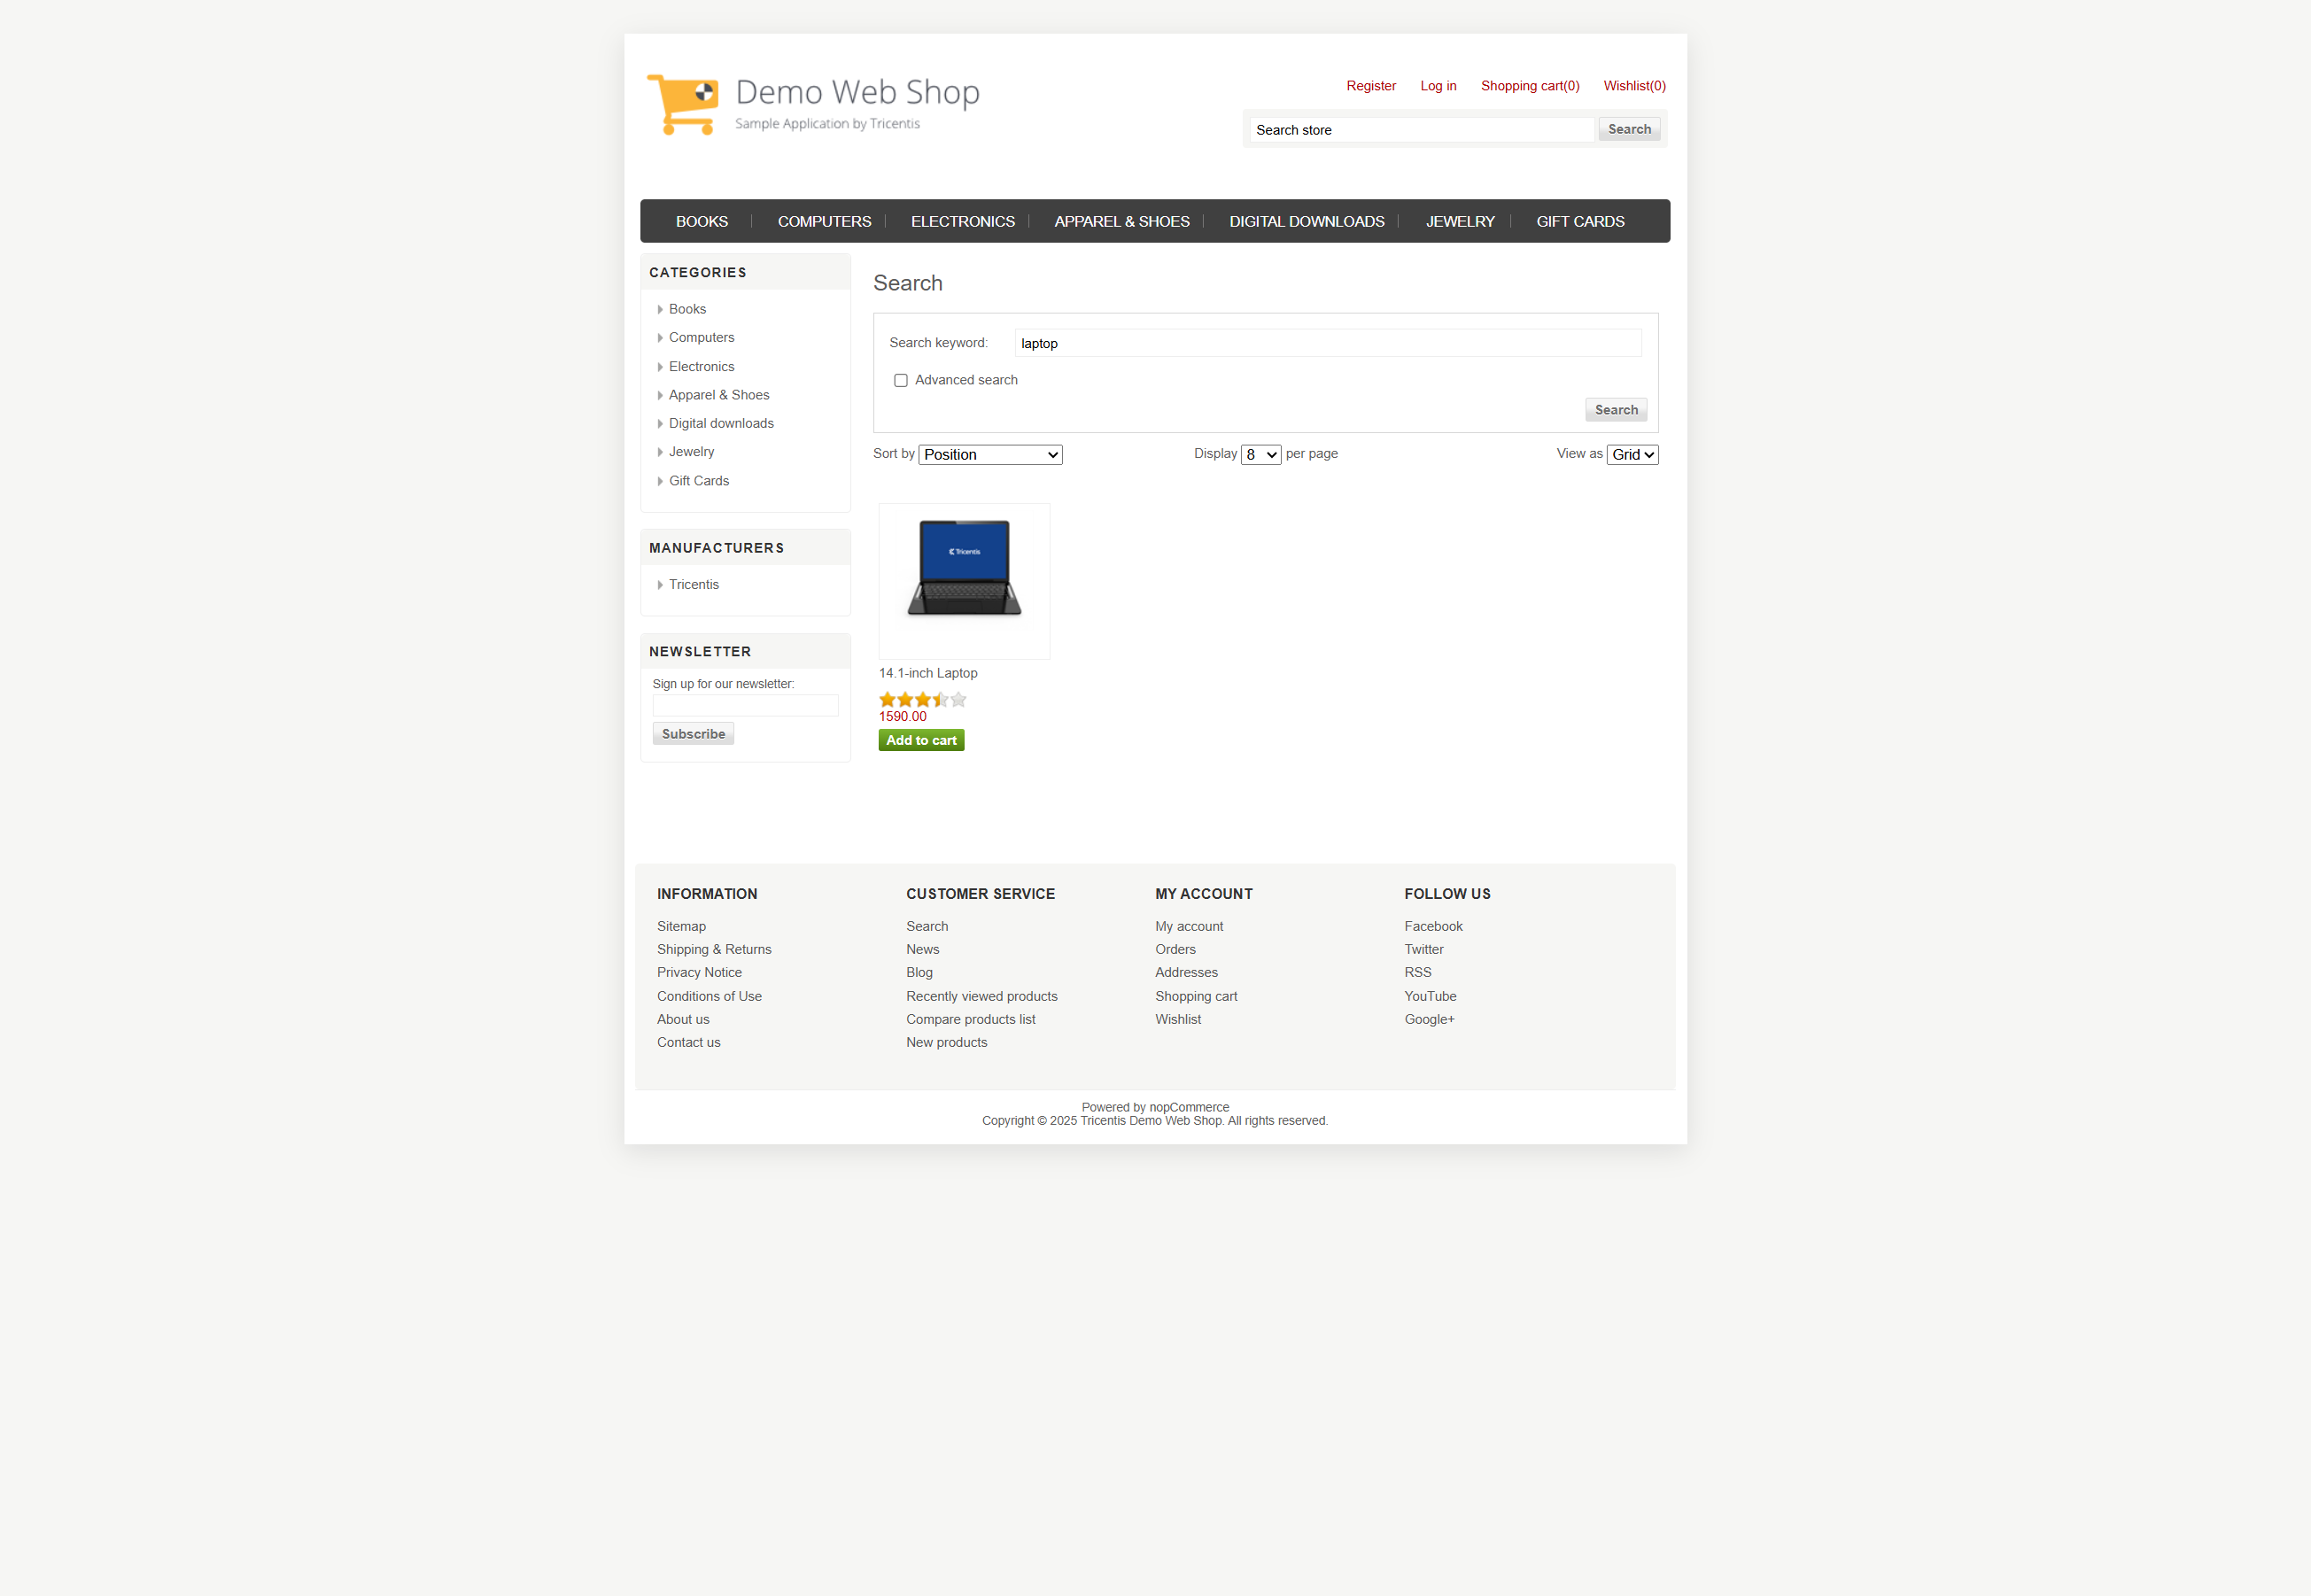 Demo Web Shop
Sample Application by Tricentis
Register Log in Shopping cart(0) Wishlist(0)
Search store Search
BOOKS COMPUTERS ELECTRONICS APPAREL & SHOES DIGITAL DOWNLOADS JEWELRY GIFT CARDS
CATEGORIES
Books
Computers
Electronics
Apparel & Shoes
Digital downloads
Jewelry
Gift Cards
MANUFACTURERS
Tricentis
NEWSLETTER
Sign up for our newsletter:
Subscribe
Search
Search keyword: laptop
Advanced search
Search
Sort by Position Display 8 per page View as Grid
Tricentis
14.1-inch Laptop
1590.00
Add to cart
INFORMATION
Sitemap
Shipping & Returns
Privacy Notice
Conditions of Use
About us
Contact us
CUSTOMER SERVICE
Search
News
Blog
Recently viewed products
Compare products list
New products
MY ACCOUNT
My account
Orders
Addresses
Shopping cart
Wishlist
FOLLOW US
Facebook
Twitter
RSS
YouTube
Google+
Powered by nopCommerce
Copyright © 2025 Tricentis Demo Web Shop. All rights reserved.